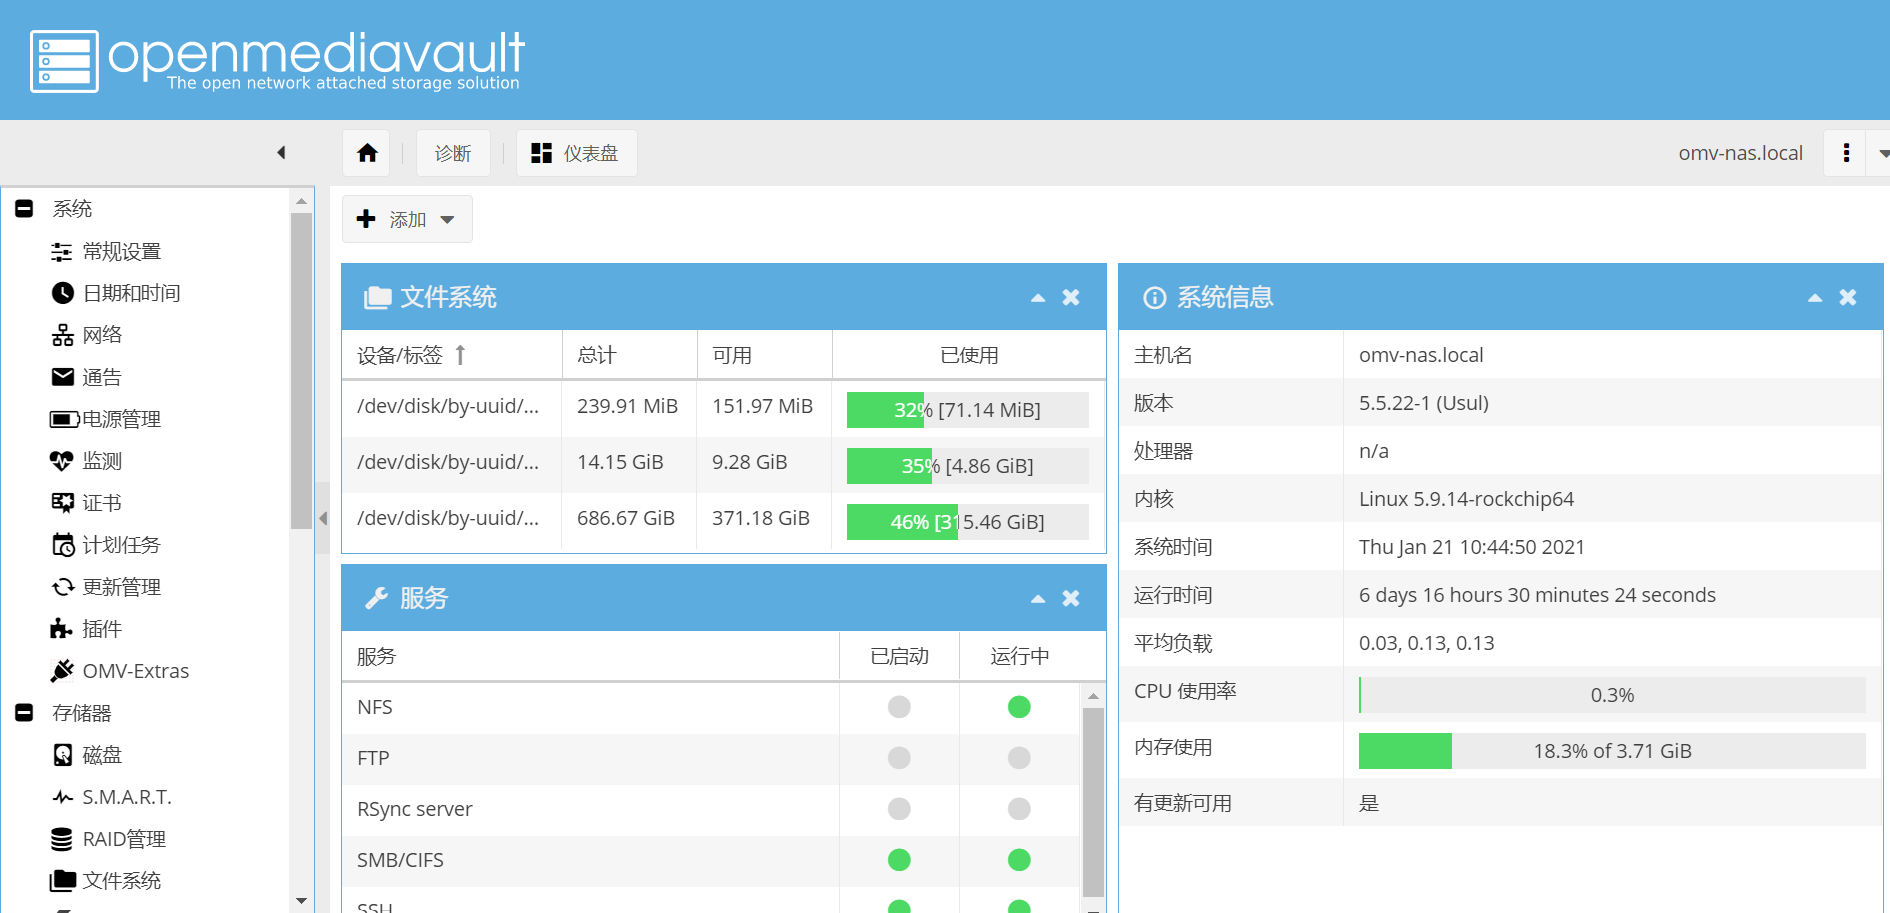 openmediavault
The open network attached storage solution
诊断 仪表盘 omv-nas.local
系统
常规设置
日期和时间
网络
通告
电源管理
监测
证书
计划任务
更新管理
插件
OMV-Extras
存储器
磁盘
S.M.A.R.T.
RAID管理
文件系统
添加
文件系统
设备/标签 总计 可用 已使用
/dev/disk/by-uuid/... 239.91 MiB 151.97 MiB 32% [71.14 MiB]
/dev/disk/by-uuid/... 14.15 GiB 9.28 GiB 35% [4.86 GiB]
/dev/disk/by-uuid/... 686.67 GiB 371.18 GiB 46% [315.46 GiB]
服务
服务 已启动 运行中
NFS
FTP
RSync server
SMB/CIFS
SSH
系统信息
主机名 omv-nas.local
版本 5.5.22-1 (Usul)
处理器 n/a
内核 Linux 5.9.14-rockchip64
系统时间 Thu Jan 21 10:44:50 2021
运行时间 6 days 16 hours 30 minutes 24 seconds
平均负载 0.03, 0.13, 0.13
CPU 使用率 0.3%
内存使用 18.3% of 3.71 GiB
有更新可用 是